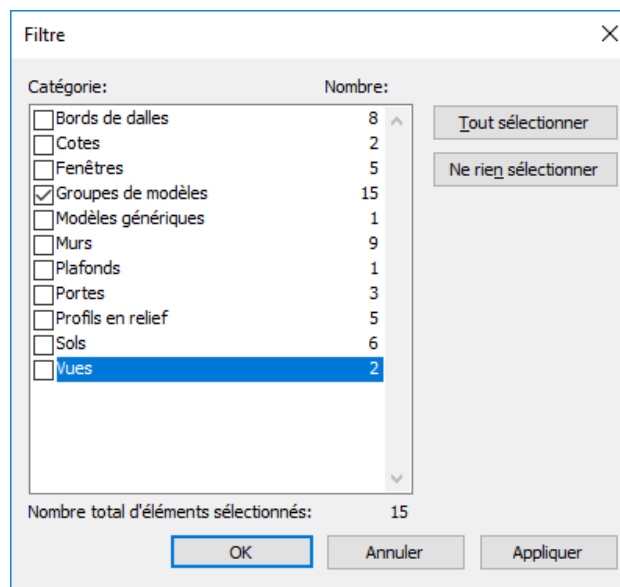 Filtre
Catégorie: Nombre:
Bords de dalles 8
Cotes 2
Fenêtres 5
Groupes de modèles 15
Modèles génériques 1
Murs 9
Plafonds 1
Portes 3
Profils en relief 5
Sols 6
Vues 2
Tout sélectionner
Ne rien sélectionner
Nombre total d'éléments sélectionnés: 15
OK Annuler Appliquer